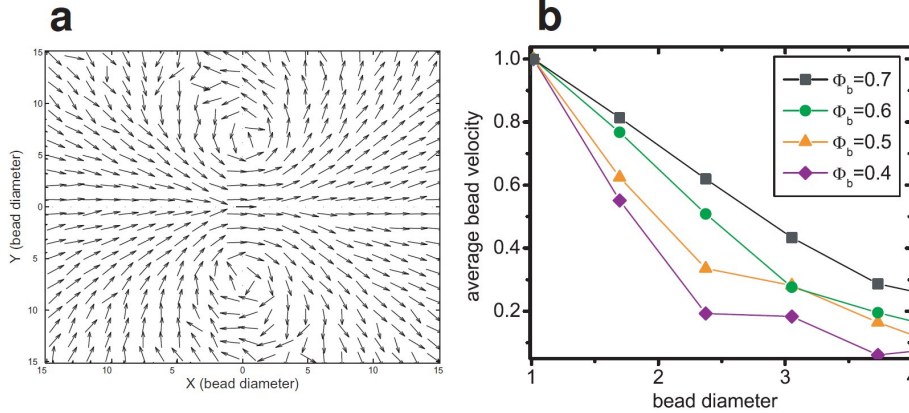 a
15
10
5
0
5
10
15
Y (bead diameter)
15 10 5 0 5 10 15
X (bead diameter)
b
1.0
0.8
0.6
0.4
0.2
average bead velocity
Φb=0.7
Φb=0.6
Φb=0.5
Φb=0.4
1 2 3 4
bead diameter